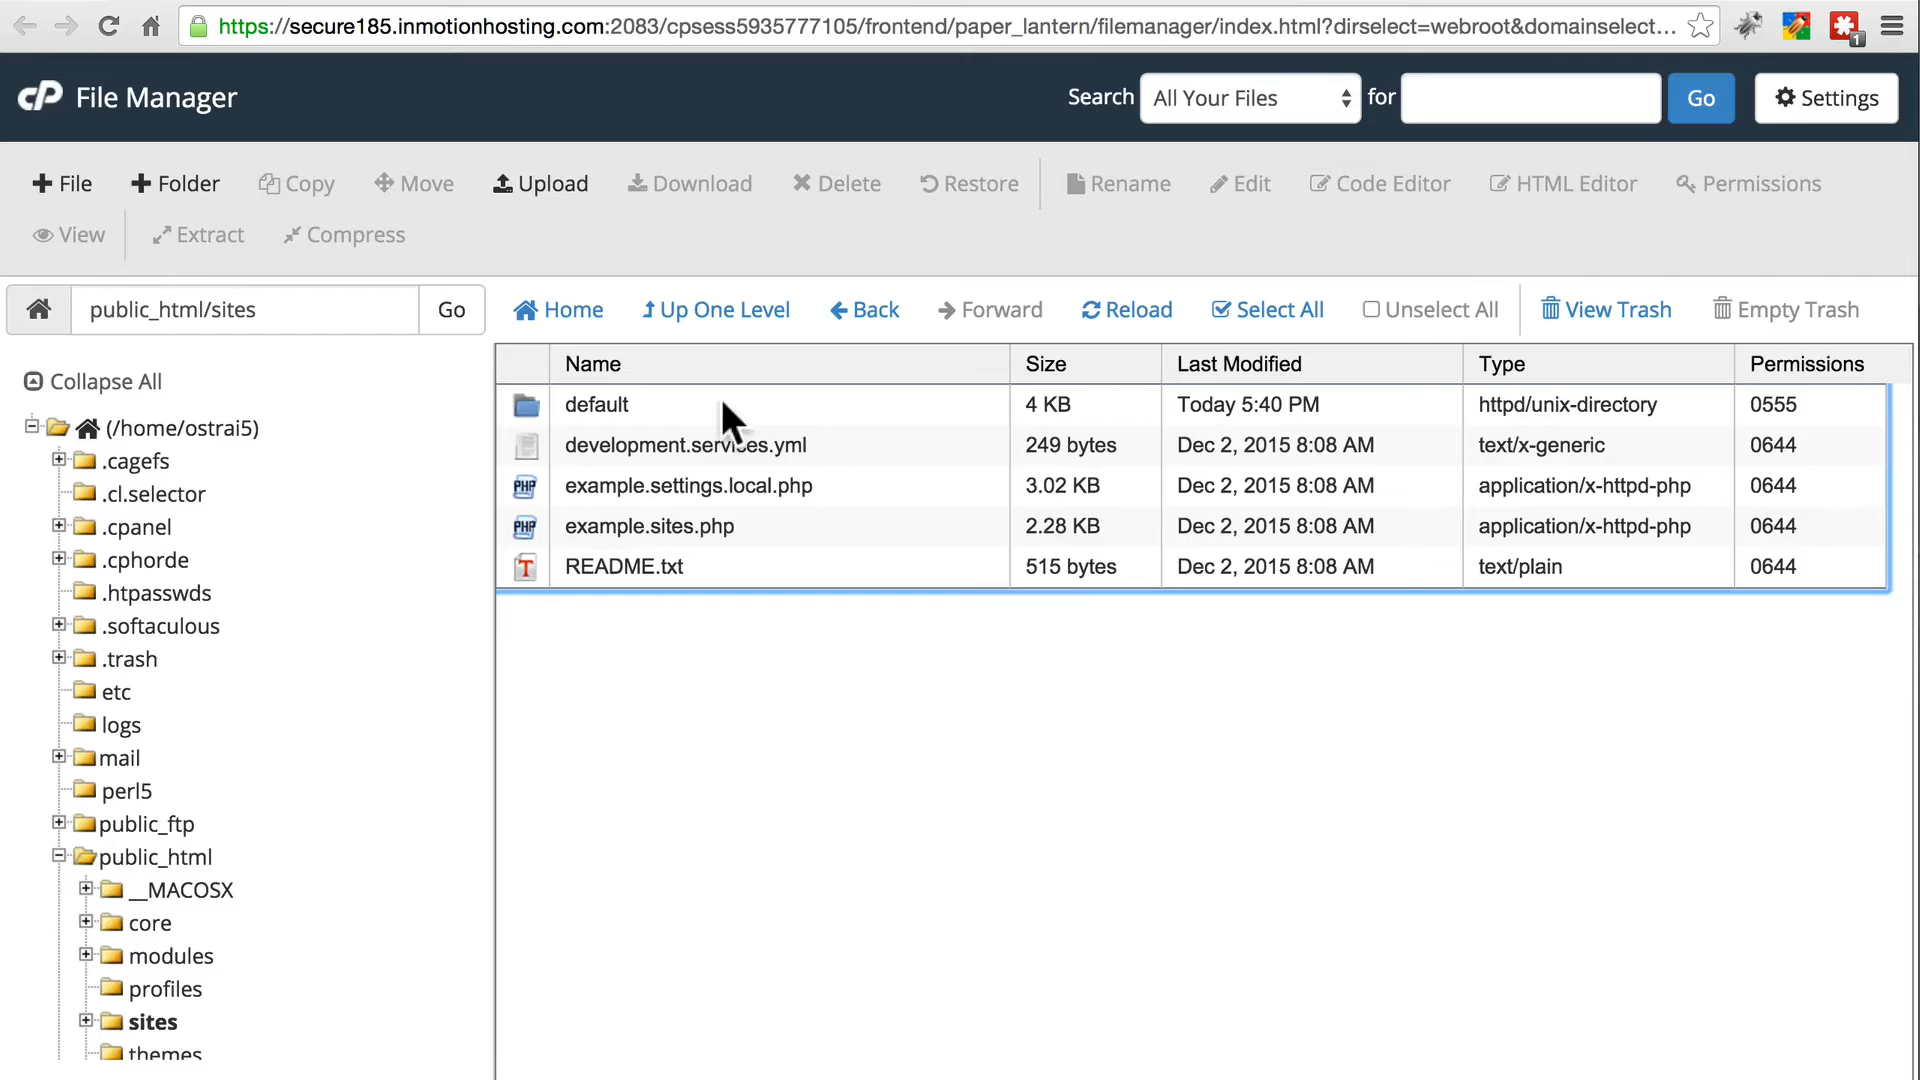 https://secure185.inmotionhosting.com:2083/cpsess5935777105/frontend/paper_lantern/filemanager/index.html?dirselect=webroot&domainselect... 1
cP File Manager Search All Your Files for Go Settings
File Folder Copy Move Upload Download Delete Restore Rename Edit Code Editor HTML Editor Permissions
View Extract Compress
public_html/sites Go Home Up One Level Back Forward Reload Select All Unselect All View Trash Empty Trash
Name Size Last Modified Type Permissions
default 4 KB Today 5:40 PM httpd/unix-directory 0555
development.services.yml 249 bytes Dec 2, 2015 8:08 AM text/x-generic 0644
PHP example.settings.local.php 3.02 KB Dec 2, 2015 8:08 AM application/x-httpd-php 0644
PHP example.sites.php 2.28 KB Dec 2, 2015 8:08 AM application/x-httpd-php 0644
T README.txt 515 bytes Dec 2, 2015 8:08 AM text/plain 0644
Collapse All
(/home/ostrai5)
.cagefs
.cl.selector
.cpanel
.cphorde
.htpasswds
.softaculous
.trash
etc
logs
mail
perl5
public_ftp
public_html
__MACOSX
core
modules
profiles
sites
themes